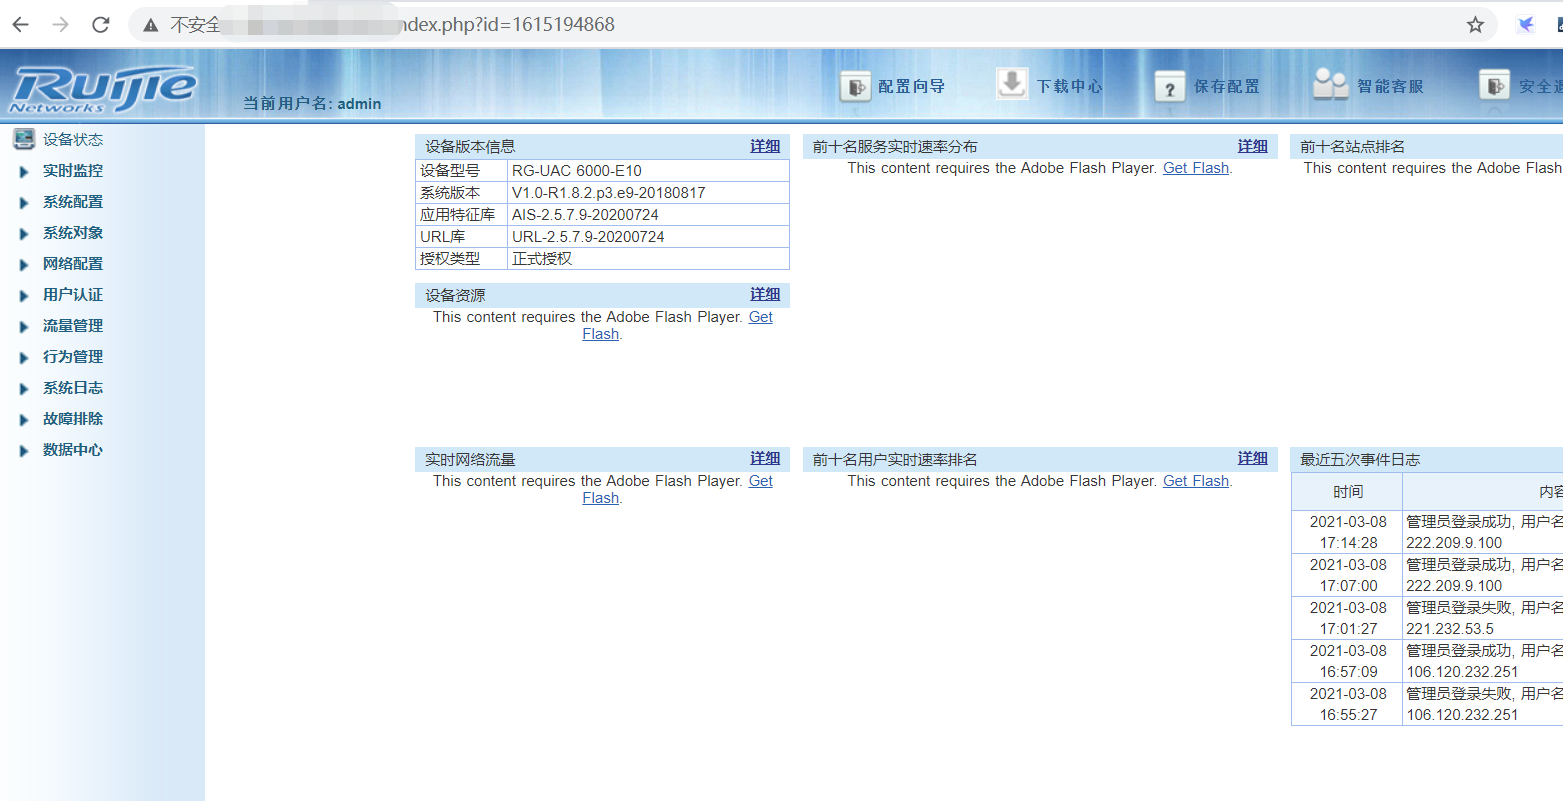 不安全
ndex.php?id=1615194868
Ruijie
Networks
当前用户名: admin
配置向导
下载中心
保存配置
智能客服
安全
设备状态
实时监控
系统配置
系统对象
网络配置
用户认证
流量管理
行为管理
系统日志
故障排除
数据中心
设备版本信息 详细
设备型号 RG-UAC 6000-E10
系统版本 V1.0-R1.8.2.p3.e9-20180817
应用特征库 AIS-2.5.7.9-20200724
URL库 URL-2.5.7.9-20200724
授权类型 正式授权
设备资源 详细
This content requires the Adobe Flash Player. Get
Flash.
前十名服务实时速率分布 详细
This content requires the Adobe Flash Player. Get Flash.
前十名站点排名
This content requires the Adobe Flash
实时网络流量 详细
This content requires the Adobe Flash Player. Get
Flash.
前十名用户实时速率排名 详细
This content requires the Adobe Flash Player. Get Flash.
最近五次事件日志
时间 内容
2021-03-08 管理员登录成功, 用户名
17:14:28 222.209.9.100
2021-03-08 管理员登录成功, 用户名
17:07:00 222.209.9.100
2021-03-08 管理员登录失败, 用户名
17:01:27 221.232.53.5
2021-03-08 管理员登录成功, 用户名
16:57:09 106.120.232.251
2021-03-08 管理员登录失败, 用户名
16:55:27 106.120.232.251